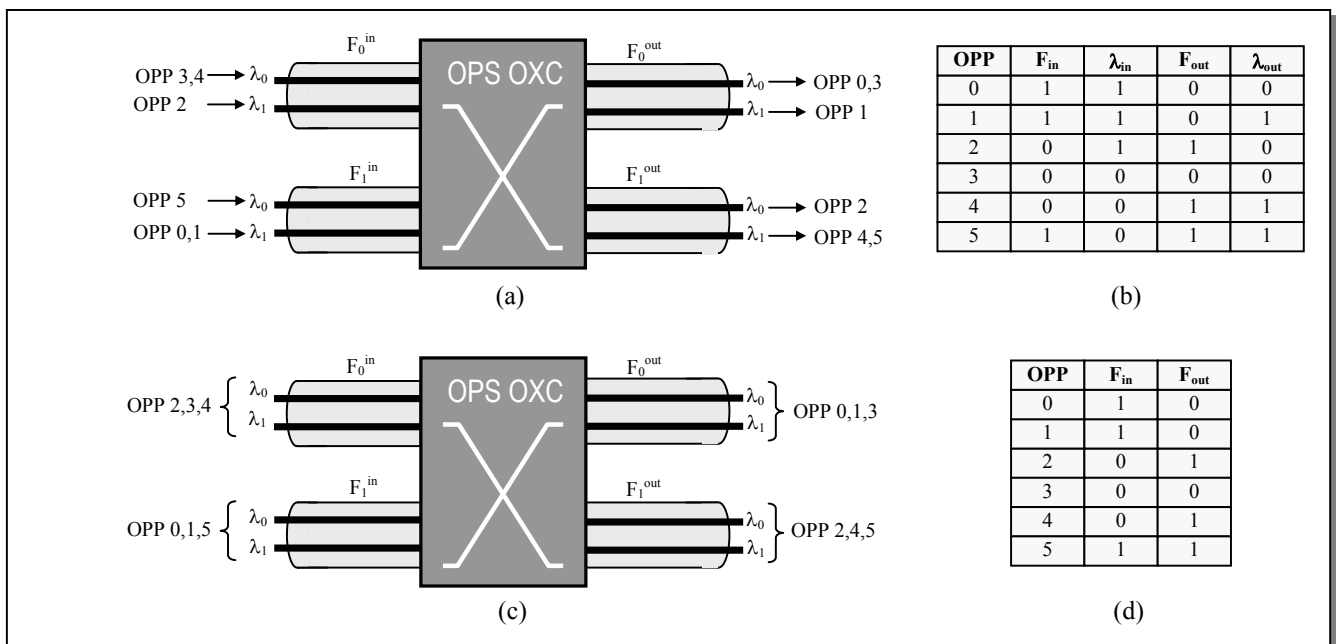 F₀ⁱⁿ
F₀ᵒᵘᵗ
OPP 3,4 λ₀
OPS OXC
λ₀ OPP 0,3
OPP 2 λ₁
λ₁ OPP 1
F₁ⁱⁿ
F₁ᵒᵘᵗ
OPP 5 λ₀
λ₀ OPP 2
OPP 0,1 λ₁
λ₁ OPP 4,5
(a)
OPP Fᵢₙ λᵢₙ Fₒᵤₜ λₒᵤₜ
0 1 1 0 0
1 1 1 0 1
2 0 1 1 0
3 0 0 0 0
4 0 0 1 1
5 1 0 1 1
(b)
F₀ⁱⁿ
F₀ᵒᵘᵗ
OPP 2,3,4
λ₀
λ₁
OPS OXC
λ₀
λ₁
OPP 0,1,3
F₁ⁱⁿ
F₁ᵒᵘᵗ
OPP 0,1,5
λ₀
λ₁
λ₀
λ₁
OPP 2,4,5
(c)
OPP Fᵢₙ Fₒᵤₜ
0 1 0
1 1 0
2 0 1
3 0 0
4 0 1
5 1 1
(d)